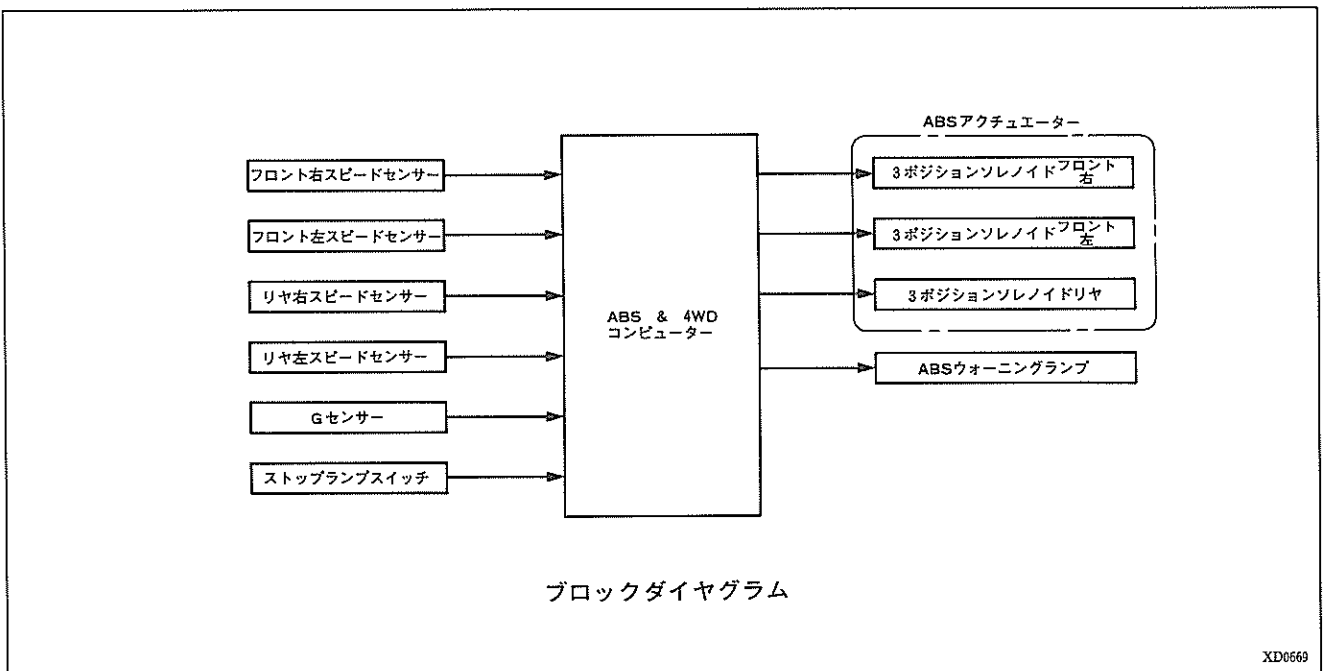 ABSアクチュエーター
フロント右スピードセンサー
フロント左スピードセンサー
リヤ右スピードセンサー
リヤ左スピードセンサー
Gセンサー
ストップランプスイッチ
ABS & 4WD
コンピューター
3ポジションソレノイドフロント右
3ポジションソレノイドフロント左
3ポジションソレノイドリヤ
ABSウォーニングランプ
ブロックダイヤグラム
XD0669